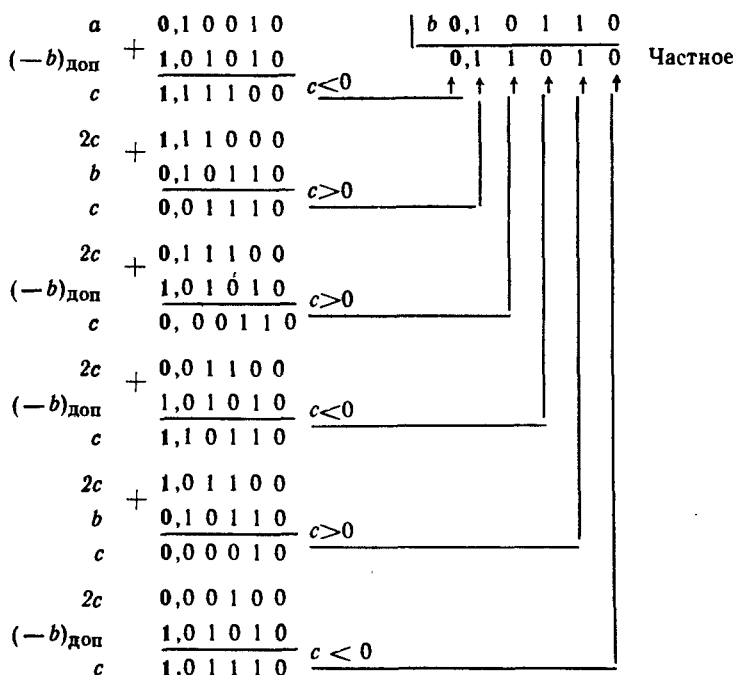 a 0,1 0 0 1 0 b 0,1 0 1 1 0
(−b)доп + 1,0 1 0 1 0 0,1 1 0 1 0 Частное
c 1,1 1 1 0 0 c<0
2c 1,1 1 0 0 0
b + 0,1 0 1 1 0
c 0,0 1 1 1 0 c>0
2c 0,1 1 1 0 0
(−b)доп + 1,0 1 0 1 0
c 0, 0 0 1 1 0 c>0
2c 0,0 1 1 0 0
(−b)доп + 1,0 1 0 1 0
c 1,1 0 1 1 0 c<0
2c 1,0 1 1 0 0
b + 0,1 0 1 1 0
c 0,0 0 0 1 0 c>0
2c 0,0 0 1 0 0
(−b)доп 1,0 1 0 1 0
c 1,0 1 1 1 0 c < 0